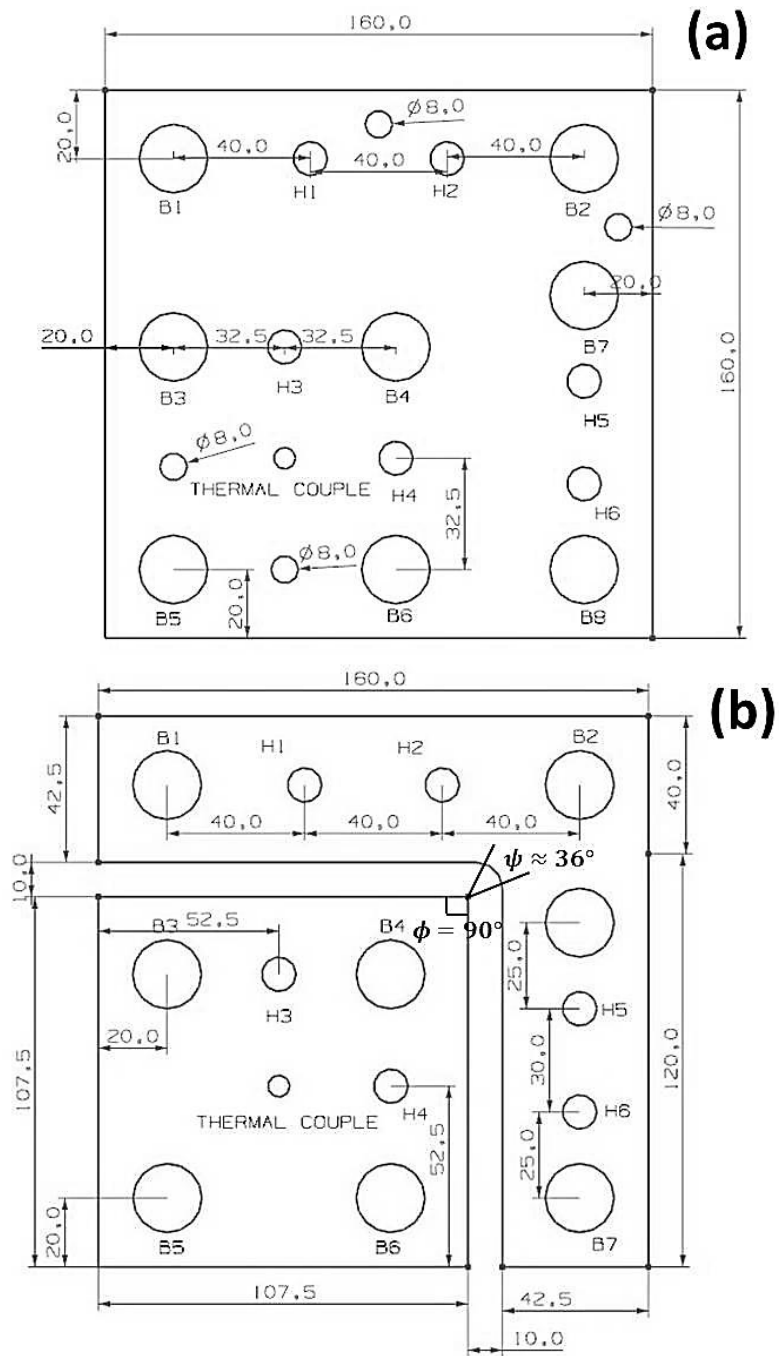 (a)
160,0
Ø8,0
20,0
40,0
40,0
40,0
B1
H1
H2
B2
Ø8,0
20,0
B7
20,0
32,5
32,5
B3
H3
B4
160,0
H5
Ø8,0
THERMAL COUPLE
H4
H6
32,5
Ø8,0
20,0
B5
B6
B8
(b)
160,0
B1
H1
H2
B2
42,5
40,0
40,0
40,0
40,0
10,0
ψ ≈ 36°
ϕ = 90°
B3
52,5
B4
25,0
H3
H5
20,0
30,0
107,5
120,0
THERMAL COUPLE
H4
H6
52,5
25,0
20,0
B5
B6
B7
107,5
42,5
10,0